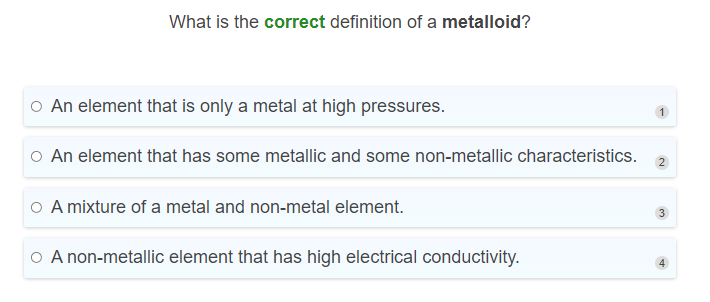 What is the correct definition of a metalloid?
An element that is only a metal at high pressures.
1
An element that has some metallic and some non-metallic characteristics.
2
A mixture of a metal and non-metal element.
3
A non-metallic element that has high electrical conductivity.
4